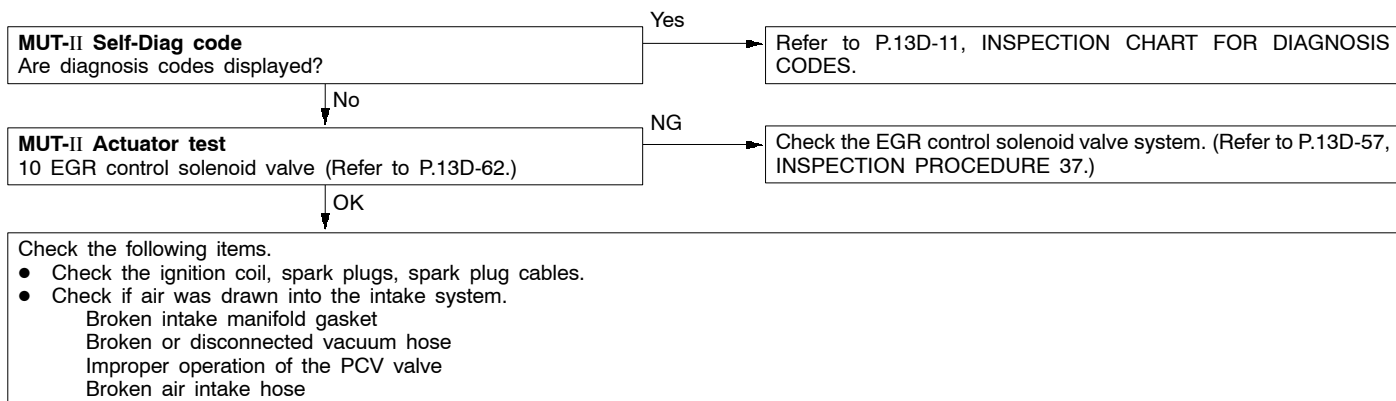 Yes
MUT-II Self-Diag code
Are diagnosis codes displayed?
Refer to P.13D-11, INSPECTION CHART FOR DIAGNOSIS
CODES.
No
MUT-II Actuator test
10 EGR control solenoid valve (Refer to P.13D-62.)
NG
Check the EGR control solenoid valve system. (Refer to P.13D-57,
INSPECTION PROCEDURE 37.)
OK
Check the following items.
● Check the ignition coil, spark plugs, spark plug cables.
● Check if air was drawn into the intake system.
Broken intake manifold gasket
Broken or disconnected vacuum hose
Improper operation of the PCV valve
Broken air intake hose